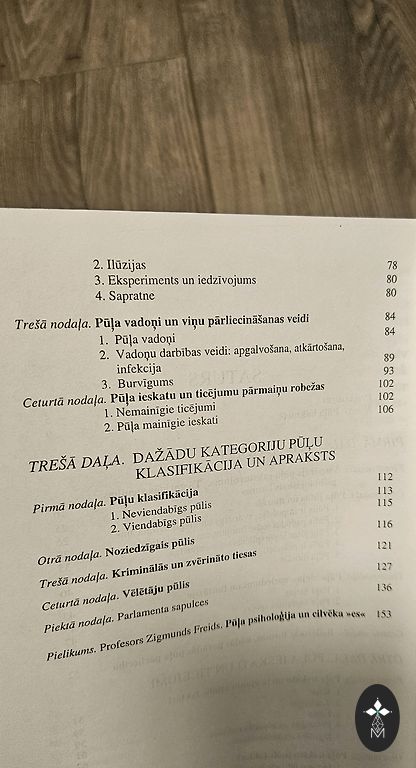 2. Ilūzijas 78
3. Eksperiments un iedzīvojums 80
4. Sapratne 80
Trešā nodaļa. Pūļa vadoņi un viņu pārliecināšanas veidi 84
1. Pūļa vadoņi 84
2. Vadoņu darbības veidi: apgalvošana, atkārtošana,
infekcija 89
3. Burvīgums 93
Ceturtā nodaļa. Pūļa ieskatu un ticējumu pārmaiņu robežas 102
1. Nemainīgie ticējumi 102
2. Pūļa mainīgie ieskati 106
TREŠĀ DAĻA. DAŽĀDU KATEGORIJU PŪĻU
KLASIFIKĀCIJA UN APRAKSTS
Pirmā nodaļa. Pūļu klasifikācija 112
1. Neviendabīgs pūlis 113
2. Viendabīgs pūlis 115
Otrā nodaļa. Noziedzīgais pūlis 116
Trešā nodaļa. Kriminālās un zvērināto tiesas 121
Ceturtā nodaļa. Vēlētāju pūlis 127
Piektā nodaļa. Parlamenta sapulces 136
Pielikums. Profesors Zigmunds Freids. Pūļa psiholoģija un cilvēka »es« 153
M